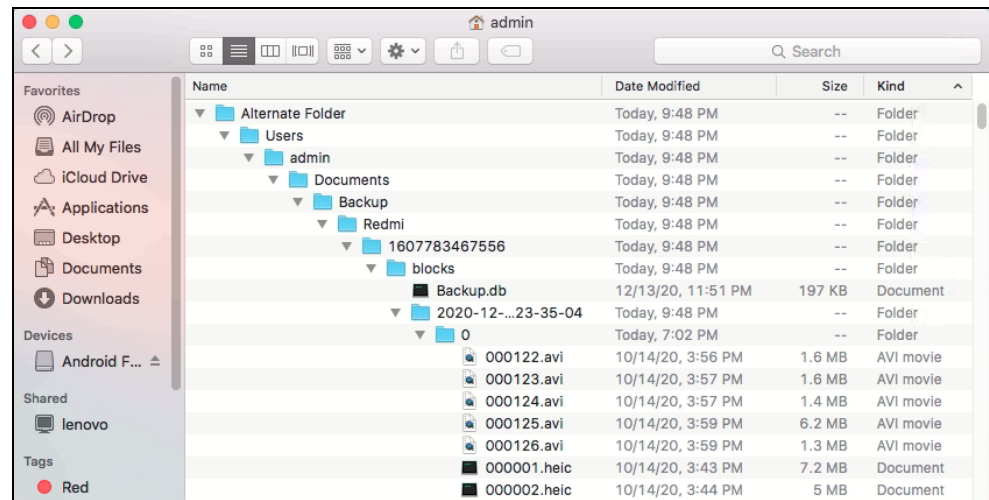 admin
Search
Favorites
AirDrop
All My Files
iCloud Drive
Applications
Desktop
Documents
Downloads
Devices
Android F...
Shared
lenovo
Tags
Red
Name Date Modified Size Kind
Alternate Folder Today, 9:48 PM -- Folder
Users Today, 9:48 PM -- Folder
admin Today, 9:48 PM -- Folder
Documents Today, 9:48 PM -- Folder
Backup Today, 9:48 PM -- Folder
Redmi Today, 9:48 PM -- Folder
1607783467556 Today, 9:48 PM -- Folder
blocks Today, 9:48 PM -- Folder
Backup.db 12/13/20, 11:51 PM 197 KB Document
2020-12-...23-35-04 Today, 9:48 PM -- Folder
0 Today, 7:02 PM -- Folder
000122.avi 10/14/20, 3:56 PM 1.6 MB AVI movie
000123.avi 10/14/20, 3:57 PM 1.6 MB AVI movie
000124.avi 10/14/20, 3:57 PM 1.4 MB AVI movie
000125.avi 10/14/20, 3:59 PM 6.2 MB AVI movie
000126.avi 10/14/20, 3:59 PM 1.3 MB AVI movie
000001.heic 10/14/20, 3:43 PM 7.2 MB Document
000002.heic 10/14/20, 3:44 PM 5 MB Document